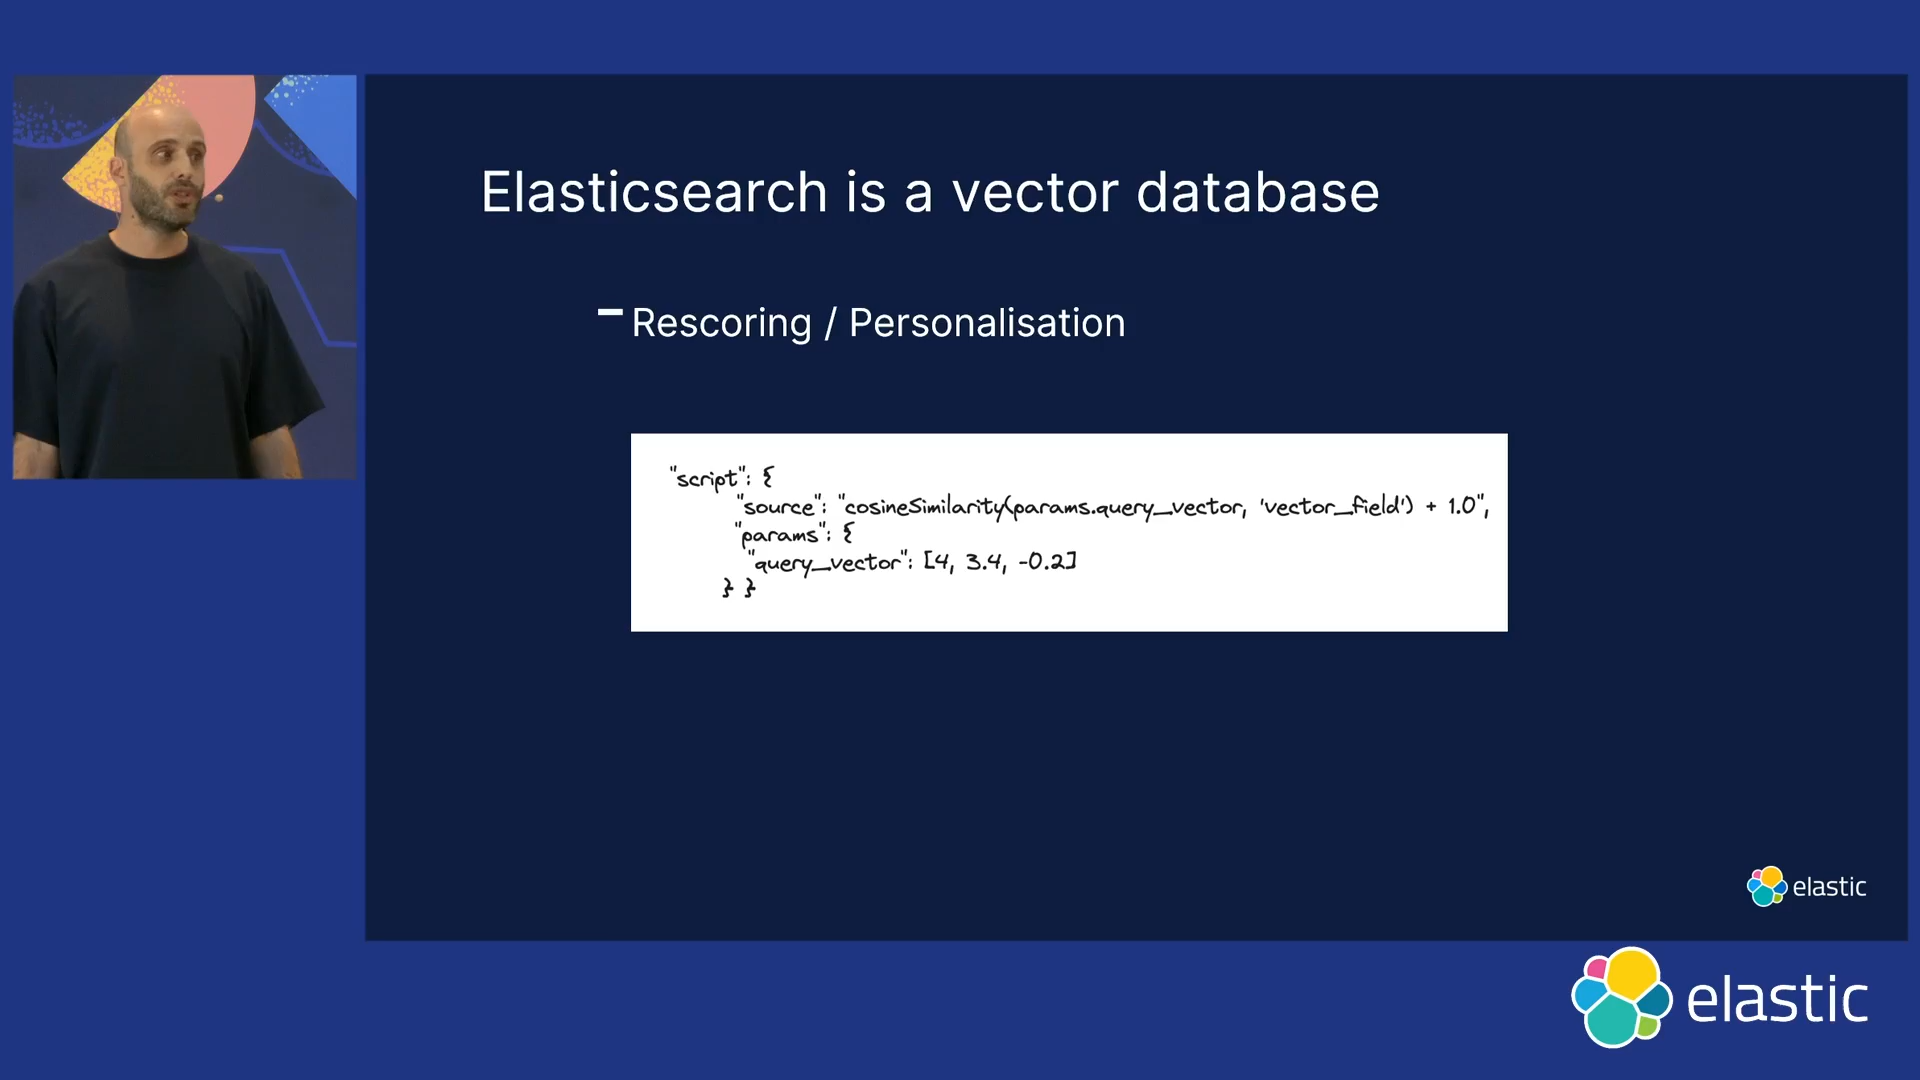 Elasticsearch is a vector database
Rescoring / Personalisation
"script": {
"source": "cosineSimilarity(params.query_vector, 'vector_field') + 1.0",
"params": {
"query_vector": [4, 3.4, -0.2]
} }
elastic
elastic